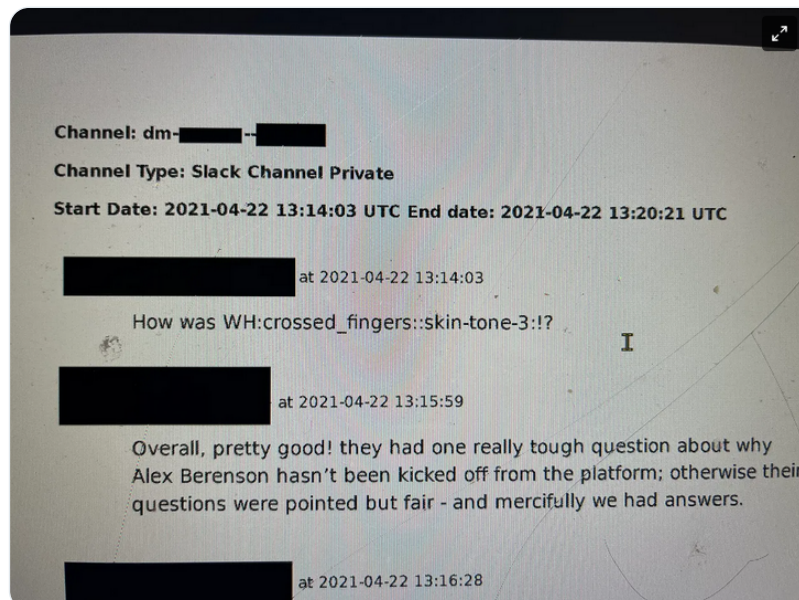 Channel: dm- --
Channel Type: Slack Channel Private
Start Date: 2021-04-22 13:14:03 UTC End date: 2021-04-22 13:20:21 UTC
at 2021-04-22 13:14:03
How was WH:crossed_fingers::skin-tone-3:!?
at 2021-04-22 13:15:59
Overall, pretty good! they had one really tough question about why
Alex Berenson hasn't been kicked off from the platform; otherwise their
questions were pointed but fair - and mercifully we had answers.
at 2021-04-22 13:16:28